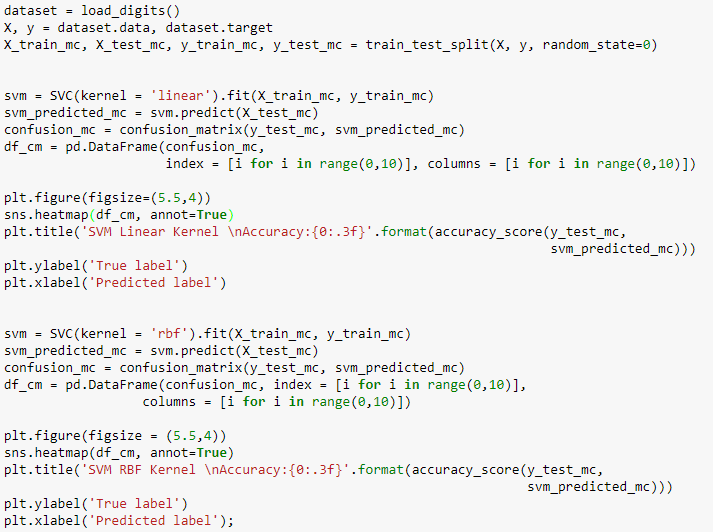 dataset = load_digits()
X, y = dataset.data, dataset.target
X_train_mc, X_test_mc, y_train_mc, y_test_mc = train_test_split(X, y, random_state=0)
svm = SVC(kernel = 'linear').fit(X_train_mc, y_train_mc)
svm_predicted_mc = svm.predict(X_test_mc)
confusion_mc = confusion_matrix(y_test_mc, svm_predicted_mc)
df_cm = pd.DataFrame(confusion_mc,
index = [i for i in range(0,10)], columns = [i for i in range(0,10)])
plt.figure(figsize=(5.5,4))
sns.heatmap(df_cm, annot=True)
plt.title('SVM Linear Kernel \nAccuracy:{0:.3f}'.format(accuracy_score(y_test_mc,
svm_predicted_mc)))
plt.ylabel('True label')
plt.xlabel('Predicted label')
svm = SVC(kernel = 'rbf').fit(X_train_mc, y_train_mc)
svm_predicted_mc = svm.predict(X_test_mc)
confusion_mc = confusion_matrix(y_test_mc, svm_predicted_mc)
df_cm = pd.DataFrame(confusion_mc, index = [i for i in range(0,10)],
columns = [i for i in range(0,10)])
plt.figure(figsize = (5.5,4))
sns.heatmap(df_cm, annot=True)
plt.title('SVM RBF Kernel \nAccuracy:{0:.3f}'.format(accuracy_score(y_test_mc,
svm_predicted_mc)))
plt.ylabel('True label')
plt.xlabel('Predicted label');